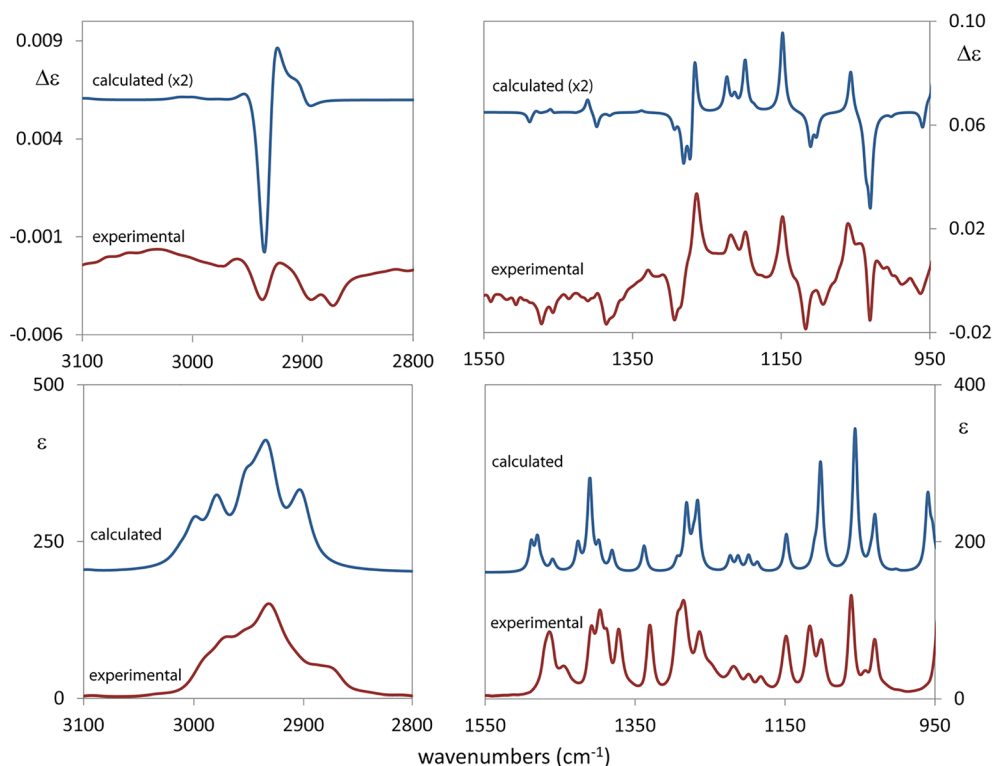 0.009
Δε
calculated (x2)
0.004
-0.001
experimental
-0.006
3100 3000 2900 2800
0.10
Δε
calculated (x2)
0.06
0.02
experimental
-0.02
1550 1350 1150 950
500
ε
calculated
250
experimental
0
3100 3000 2900 2800
400
ε
calculated
200
experimental
0
1550 1350 1150 950
wavenumbers (cm⁻¹)